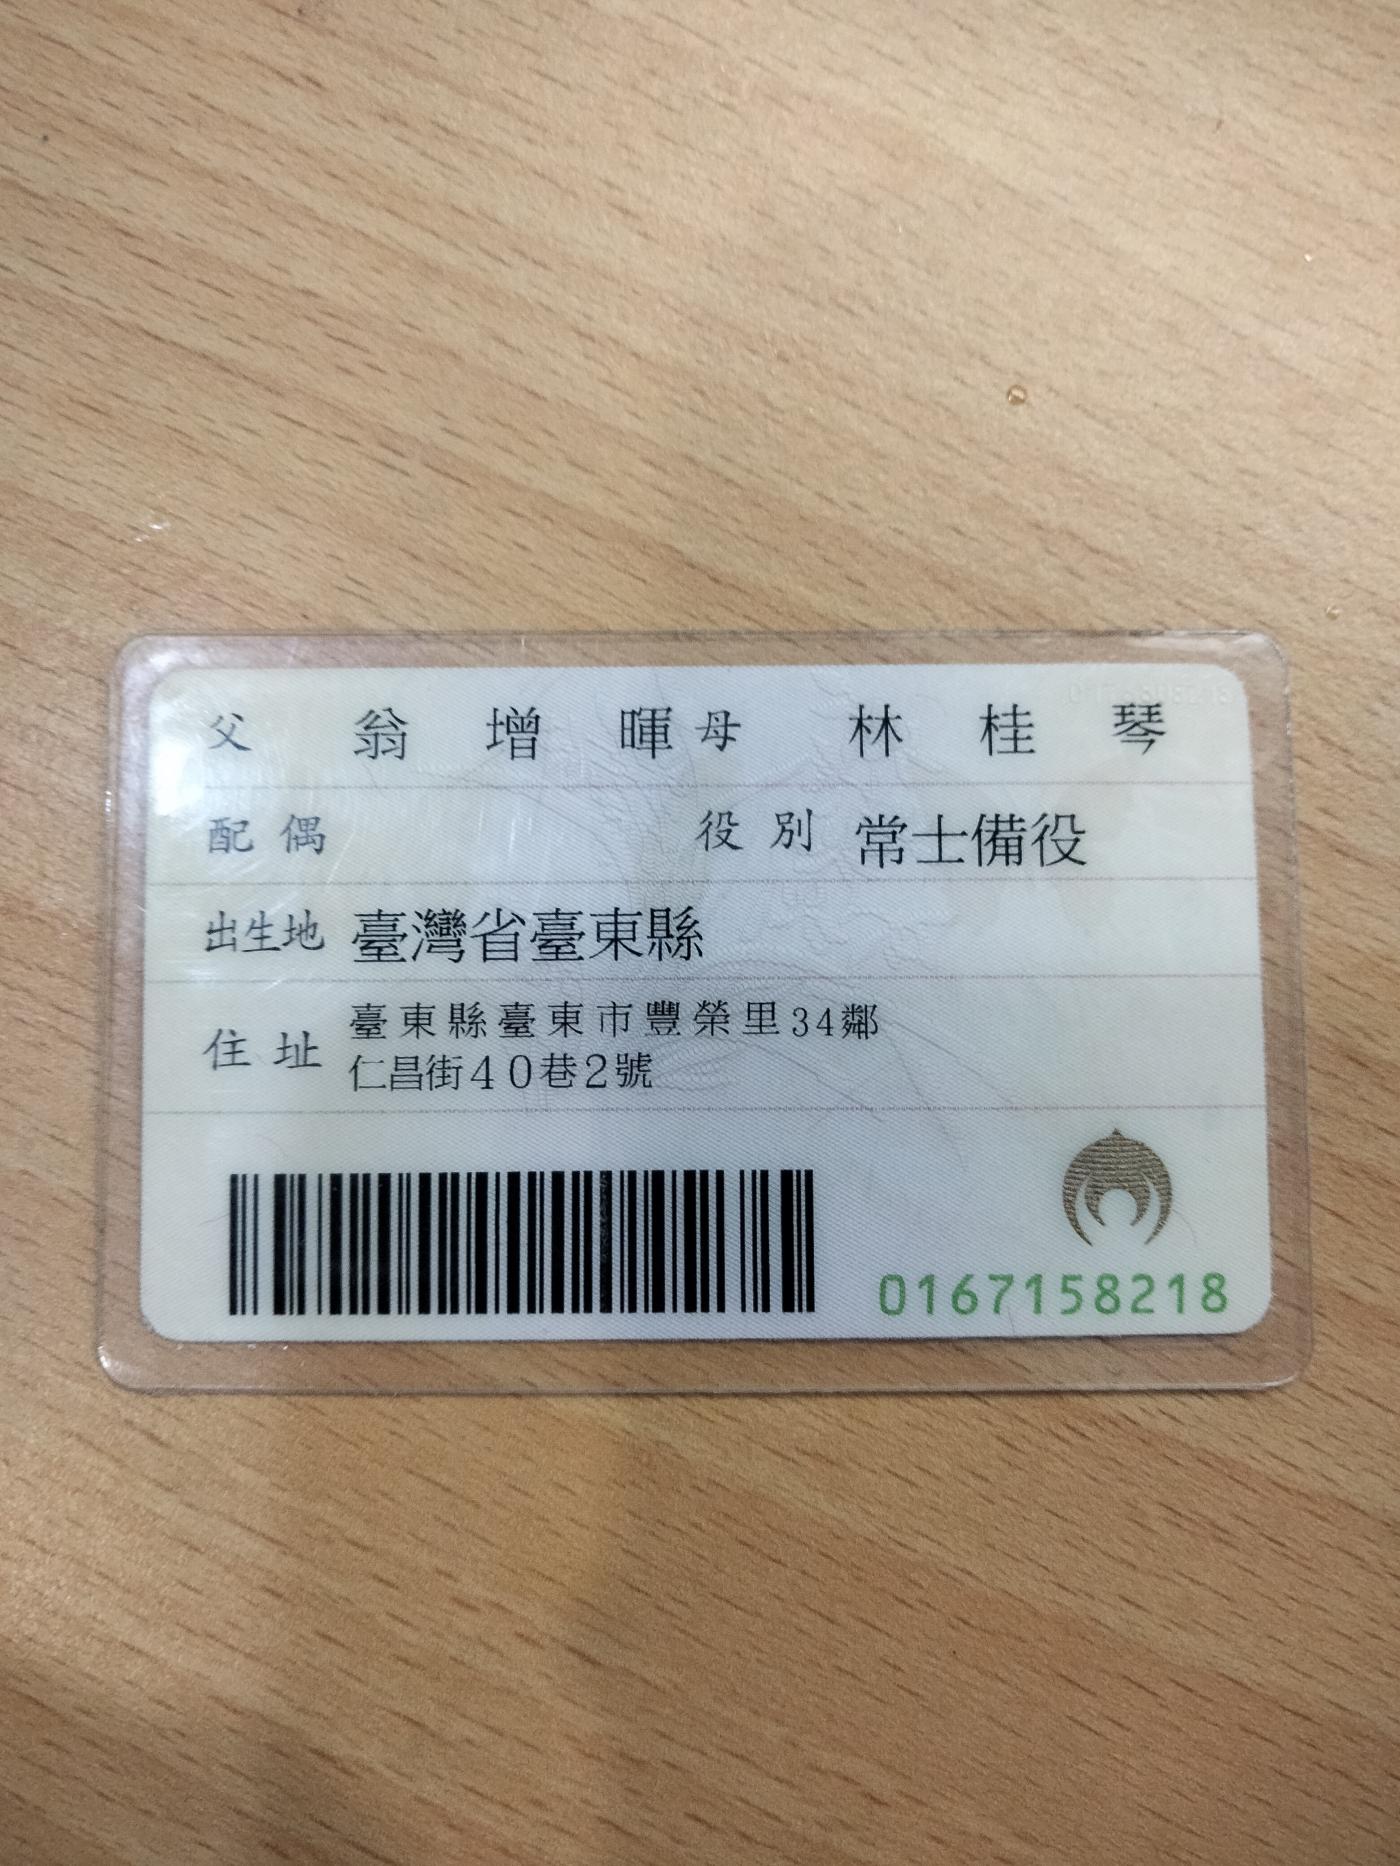 父 翁增暉 母 林桂琴
配偶 役別 常士備役
出生地 臺灣省臺東縣
住址 臺東縣臺東市豐榮里34鄰
仁昌街40巷2號
0167158218